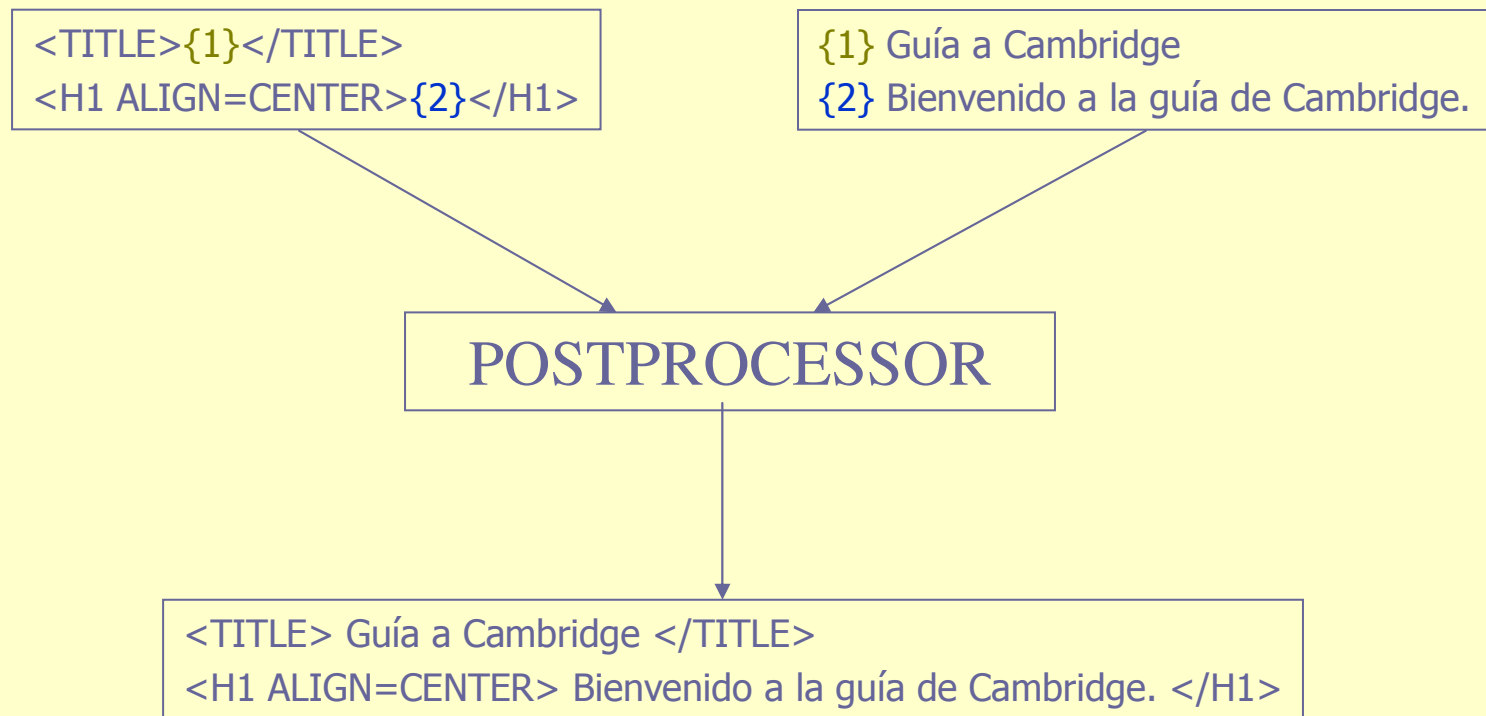 <TITLE>{1}</TITLE>
<H1 ALIGN=CENTER>{2}</H1>
{1} Guía a Cambridge
{2} Bienvenido a la guía de Cambridge.
POSTPROCESSOR
<TITLE> Guía a Cambridge </TITLE>
<H1 ALIGN=CENTER> Bienvenido a la guía de Cambridge. </H1>